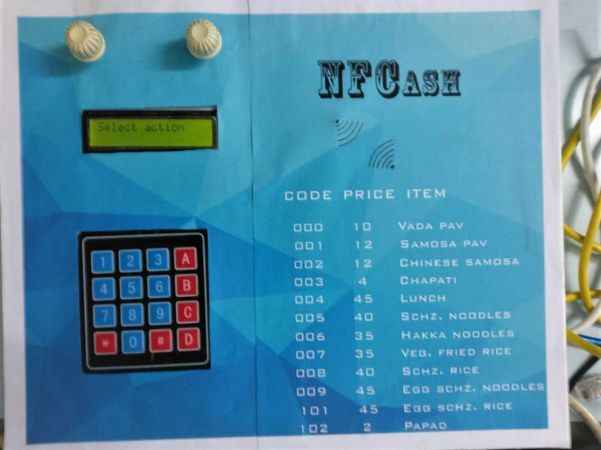 NFCASH
Select action
CODE PRICE ITEM
000 10 VADA PAV
001 12 SAMOSA PAV
002 12 CHINESE SAMOSA
003 4 CHAPATI
004 45 LUNCH
005 40 SCHZ. NOODLES
006 35 HAKKA NOODLES
007 35 VEG. FRIED RICE
008 40 SCHZ. RICE
009 45 EGG SCHZ. NOODLES
101 45 EGG SCHZ. RICE
102 2 PAPAD
1 2 3 A
4 5 6 B
7 8 9 C
* 0 # D